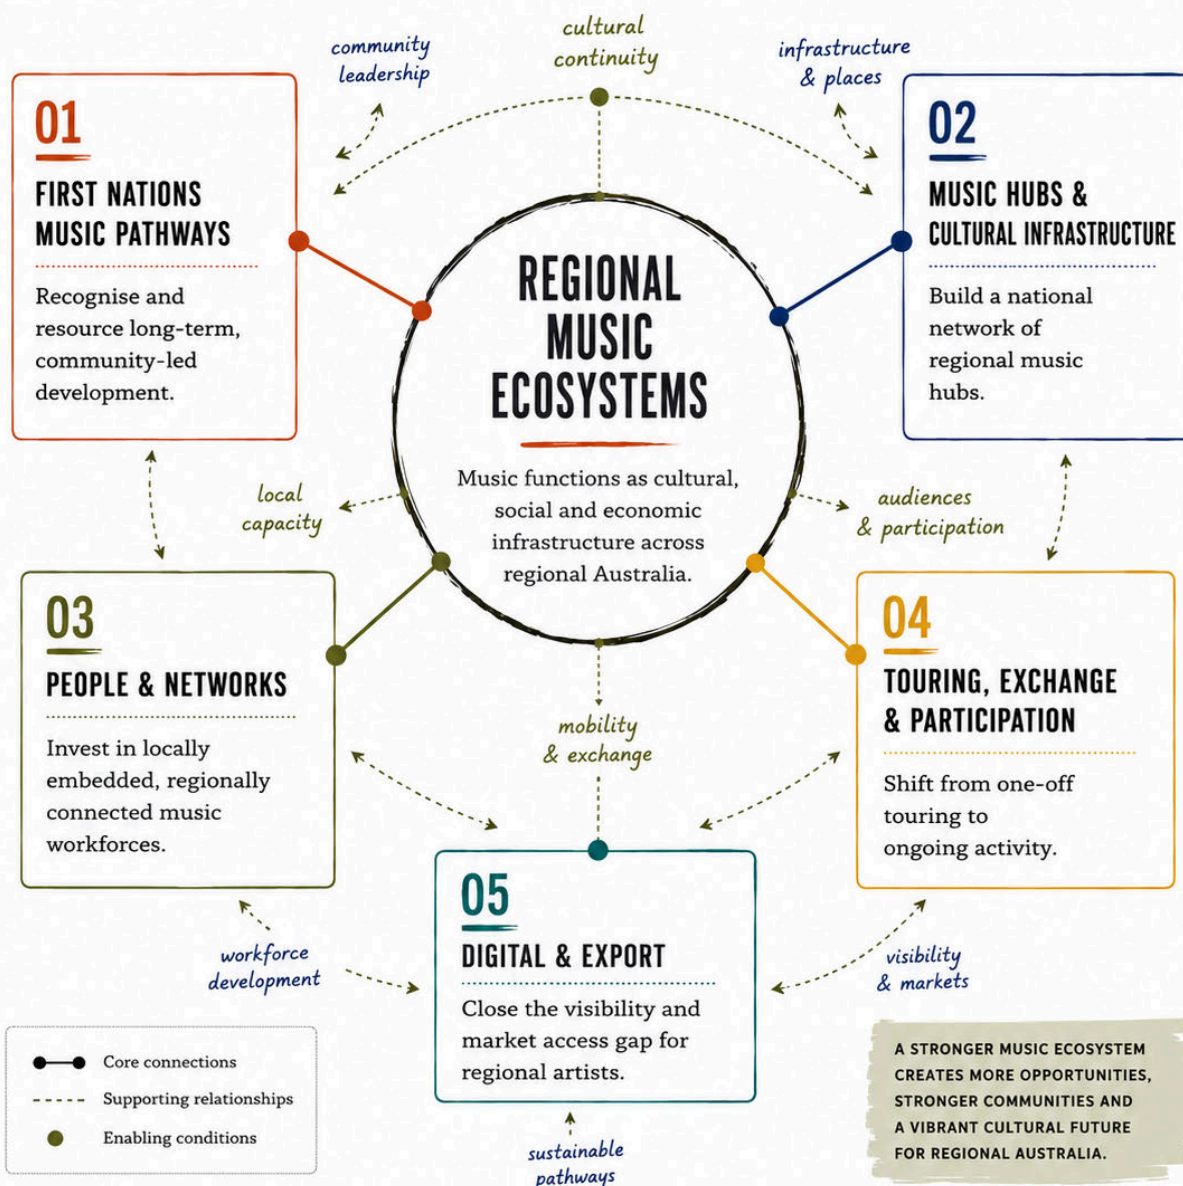 community
leadership
cultural
continuity
infrastructure
& places
01
FIRST NATIONS
MUSIC PATHWAYS
Recognise and
resource long-term,
community-led
development.
02
MUSIC HUBS &
CULTURAL INFRASTRUCTURE
Build a national
network of
regional music
hubs.
REGIONAL
MUSIC
ECOSYSTEMS
Music functions as cultural,
social and economic
infrastructure across
regional Australia.
local
capacity
audiences
& participation
03
PEOPLE & NETWORKS
Invest in locally
embedded, regionally
connected music
workforces.
04
TOURING, EXCHANGE
& PARTICIPATION
Shift from one-off
touring to
ongoing activity.
mobility
& exchange
05
DIGITAL & EXPORT
Close the visibility and
market access gap for
regional artists.
workforce
development
visibility
& markets
sustainable
pathways
Core connections
Supporting relationships
Enabling conditions
A STRONGER MUSIC ECOSYSTEM
CREATES MORE OPPORTUNITIES,
STRONGER COMMUNITIES AND
A VIBRANT CULTURAL FUTURE
FOR REGIONAL AUSTRALIA.